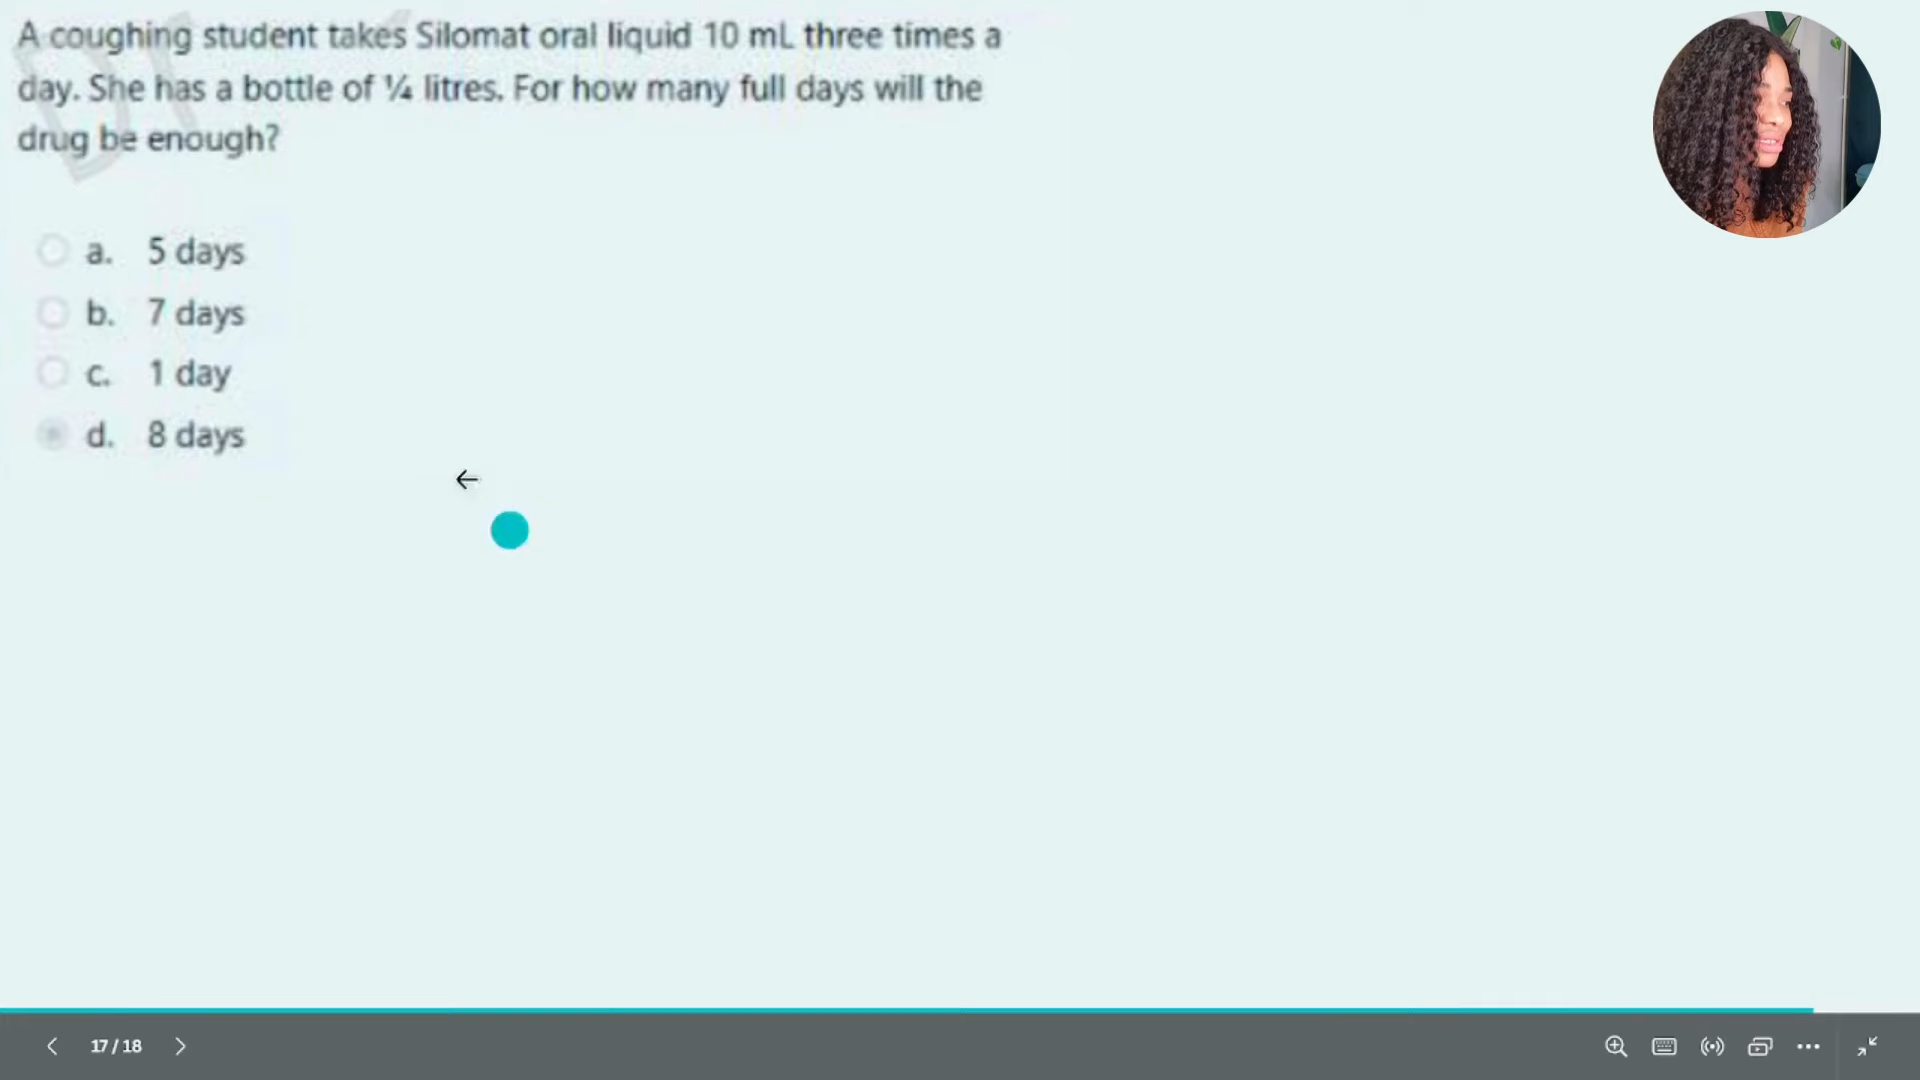 A coughing student takes Silomat oral liquid 10 mL three times a
day. She has a bottle of ¼ litres. For how many full days will the
drug be enough?
a. 5 days
b. 7 days
c. 1 day
d. 8 days
17 / 18